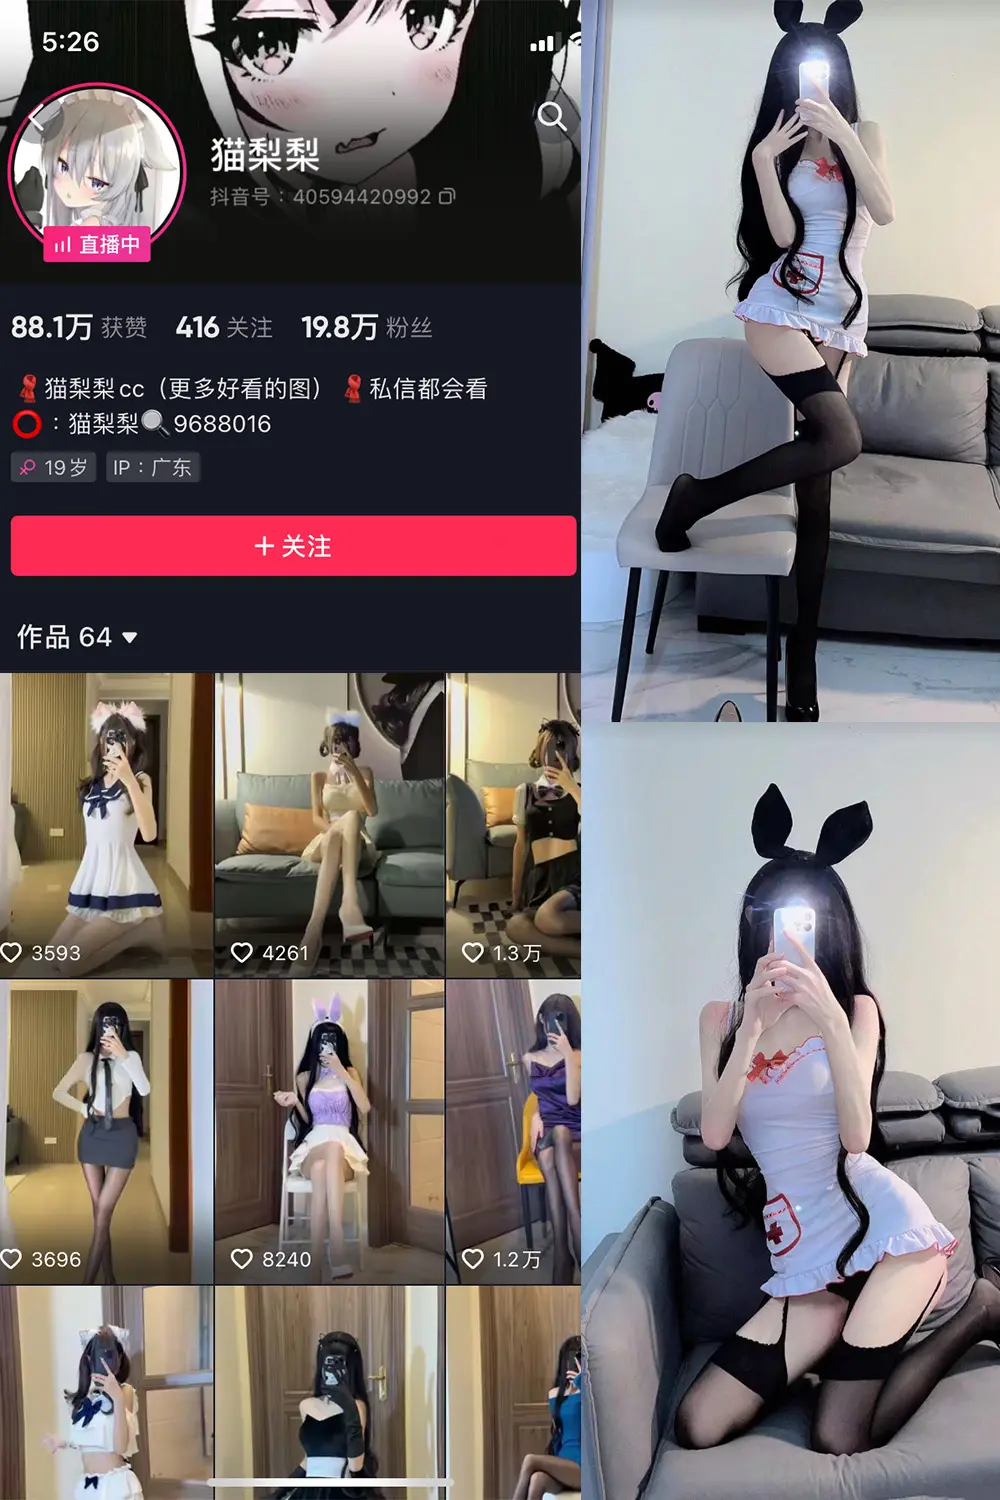 5:26
猫梨梨
抖音号：40594420992
直播中
88.1万 获赞 416 关注 19.8万 粉丝
猫梨梨cc（更多好看的图） 私信都会看
：猫梨梨 9688016
19岁 IP：广东
+ 关注
作品 64
3593 4261 1.3万
3696 8240 1.2万